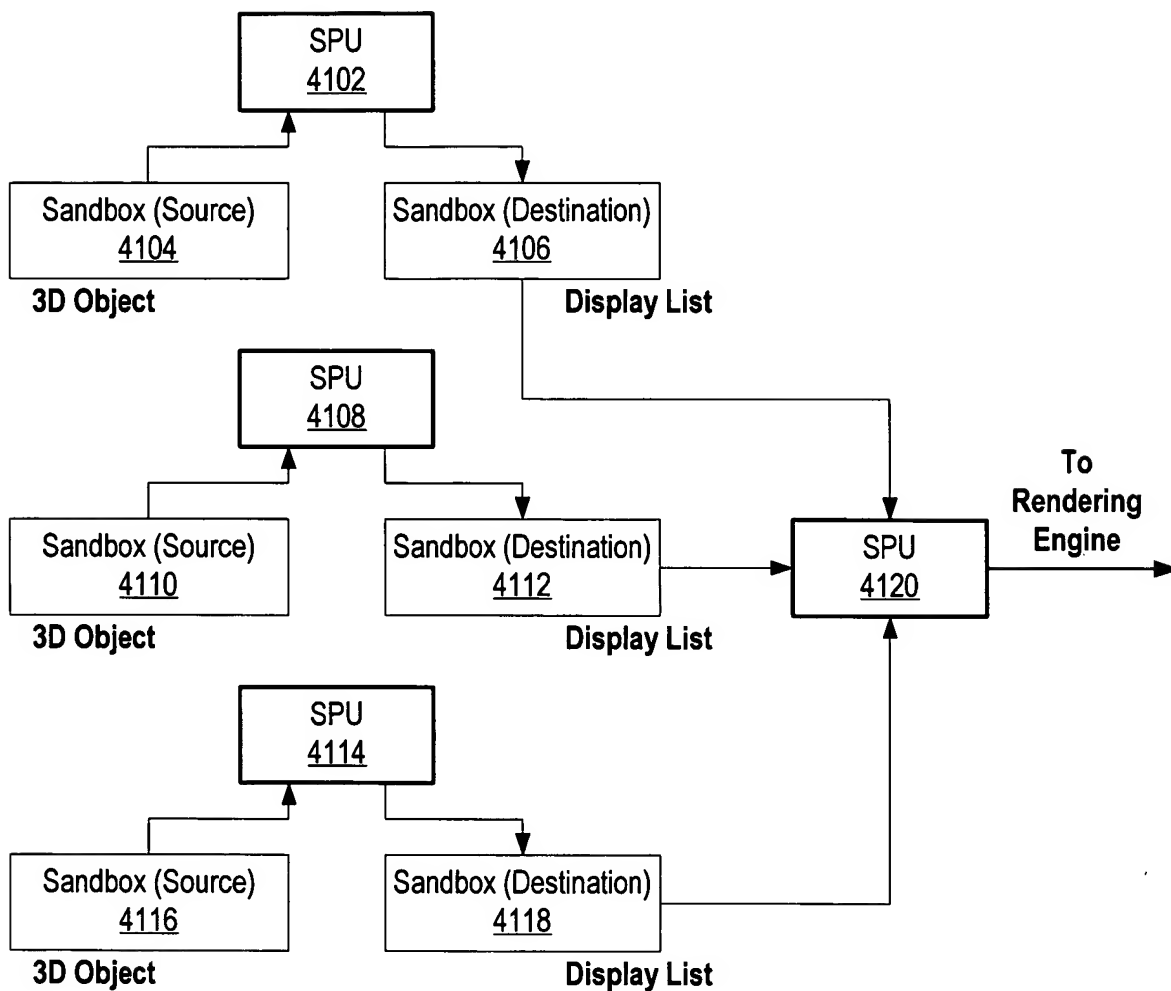 SPU
4102
Sandbox (Source)
4104
3D Object
Sandbox (Destination)
4106
Display List
SPU
4108
Sandbox (Source)
4110
3D Object
Sandbox (Destination)
4112
Display List
SPU
4120
To
Rendering
Engine
SPU
4114
Sandbox (Source)
4116
3D Object
Sandbox (Destination)
4118
Display List